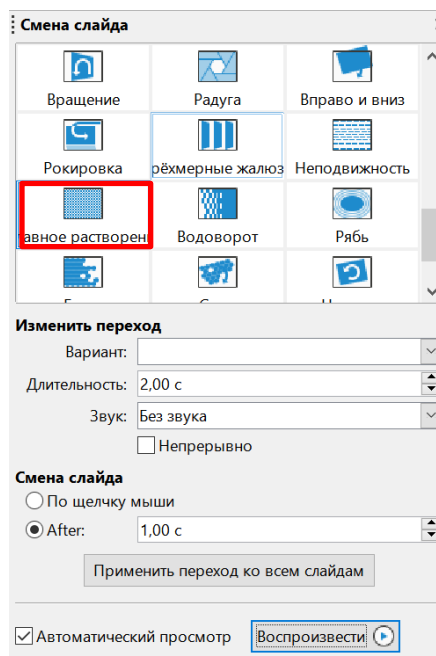 Смена слайда
Вращение Радуга Вправо и вниз
Рокировка рёхмерные жалюз Неподвижность
авное растворени Водоворот Рябь
Изменить переход
Вариант:
Длительность: 2,00 с
Звук: Без звука
Непрерывно
Смена слайда
По щелчку мыши
After: 1,00 с
Применить переход ко всем слайдам
Автоматический просмотр Воспроизвести